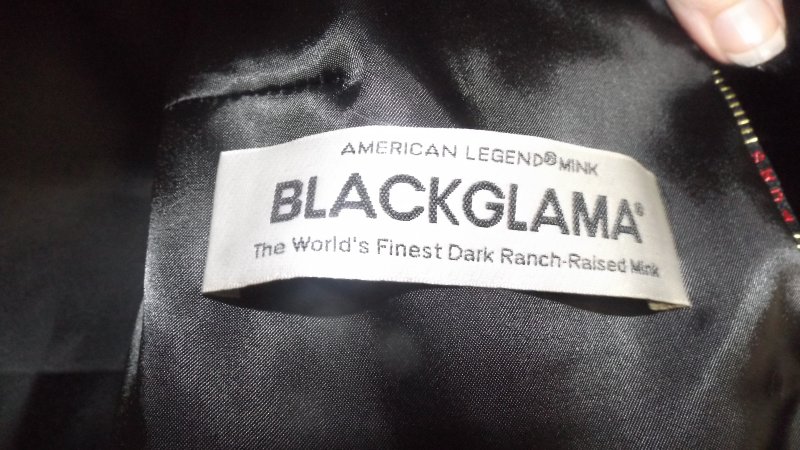 AMERICAN LEGEND® MINK
BLACKGLAMA®
The World's Finest Dark Ranch-Raised Mink